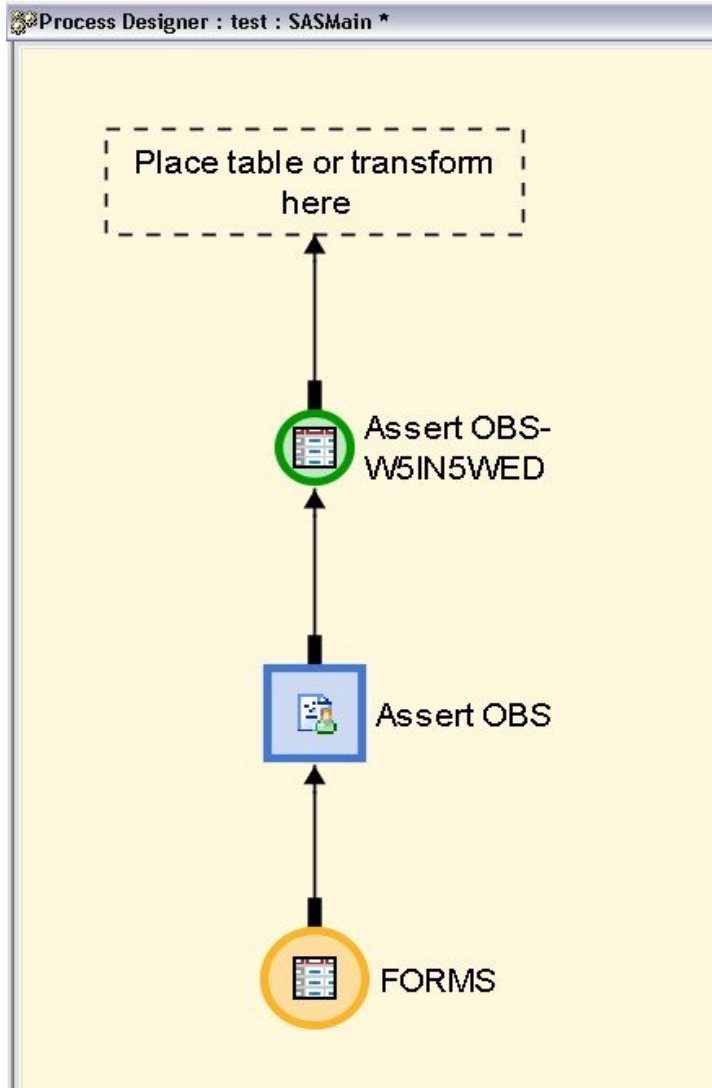 Process Designer : test : SASMain *
Place table or transform
here
Assert OBS-
W5IN5WED
Assert OBS
FORMS